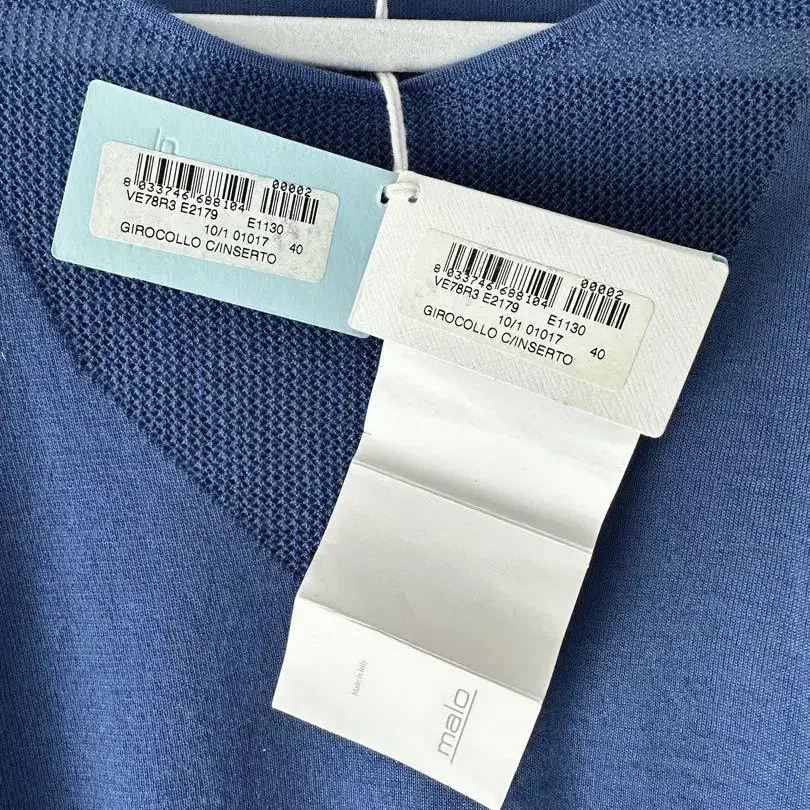 00002
8 033746 688104
VE78R3 E2179 E1130
10/1 01017 40
GIROCOLLO C/INSERTO
00002
8 033746 688104
VE78R3 E2179 E1130
10/1 01017 40
GIROCOLLO C/INSERTO
Made in Italy
malo